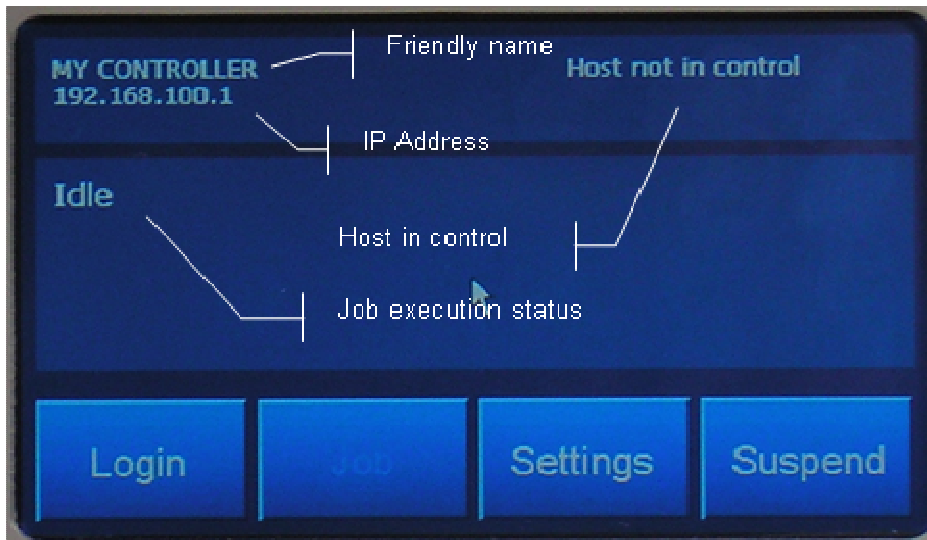 Friendly name
MY CONTROLLER
Host not in control
192.168.100.1
IP Address
Idle
Host in control
Job execution status
Login
Job
Settings
Suspend